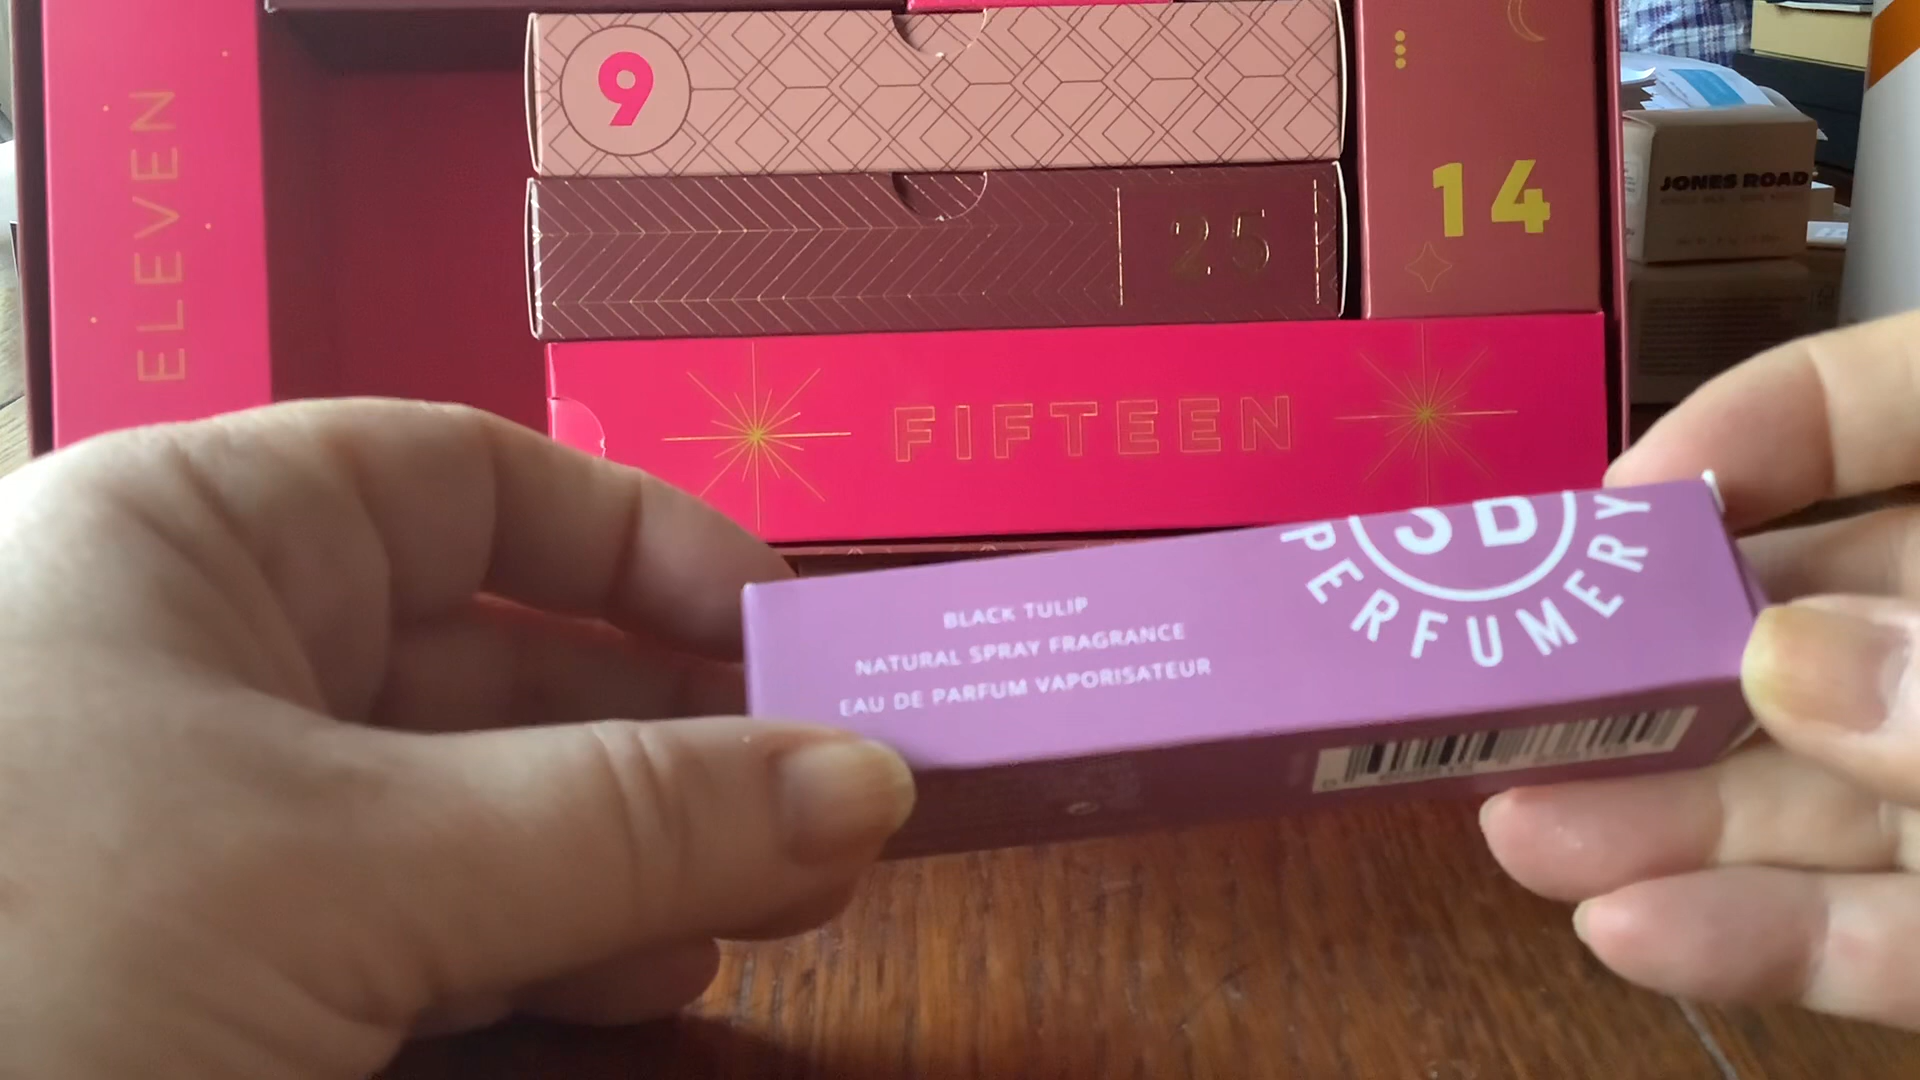 ELEVEN
9
14
25
JONES ROAD
FIFTEEN
SB
PERFUMERY
BLACK TULIP
NATURAL SPRAY FRAGRANCE
EAU DE PARFUM VAPORISATEUR